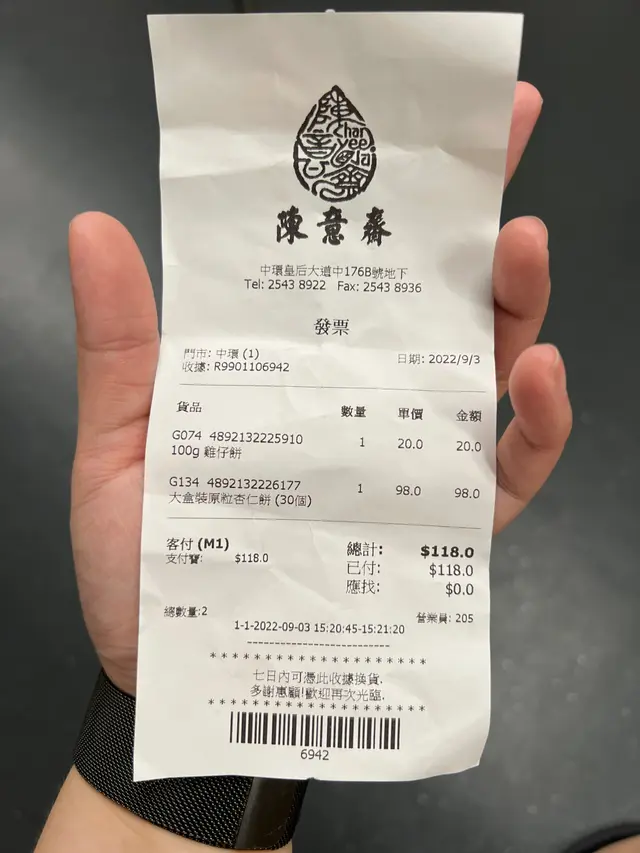 陳意齋
chan
yee jai
陳意齋
中環皇后大道中176B號地下
Tel: 2543 8922 Fax: 2543 8936
發票
門市: 中環 (1)
日期: 2022/9/3
收據: R9901106942
貨品 數量 單價 金額
G074 4892132225910 1 20.0 20.0
100g 雞仔餅
G134 4892132226177 1 98.0 98.0
大盒裝原粒杏仁餅 (30個)
客付 (M1) 總計: $118.0
支付寶: $118.0 已付: $118.0
應找: $0.0
總數量:2 營業員: 205
1-1-2022-09-03 15:20:45-15:21:20
----------------------------
* * * * * * * * * * * * * * * * * * *
七日內可憑此收據換貨.
多謝惠顧!歡迎再次光臨.
* * * * * * * * * * * * * * * * * * *
6942